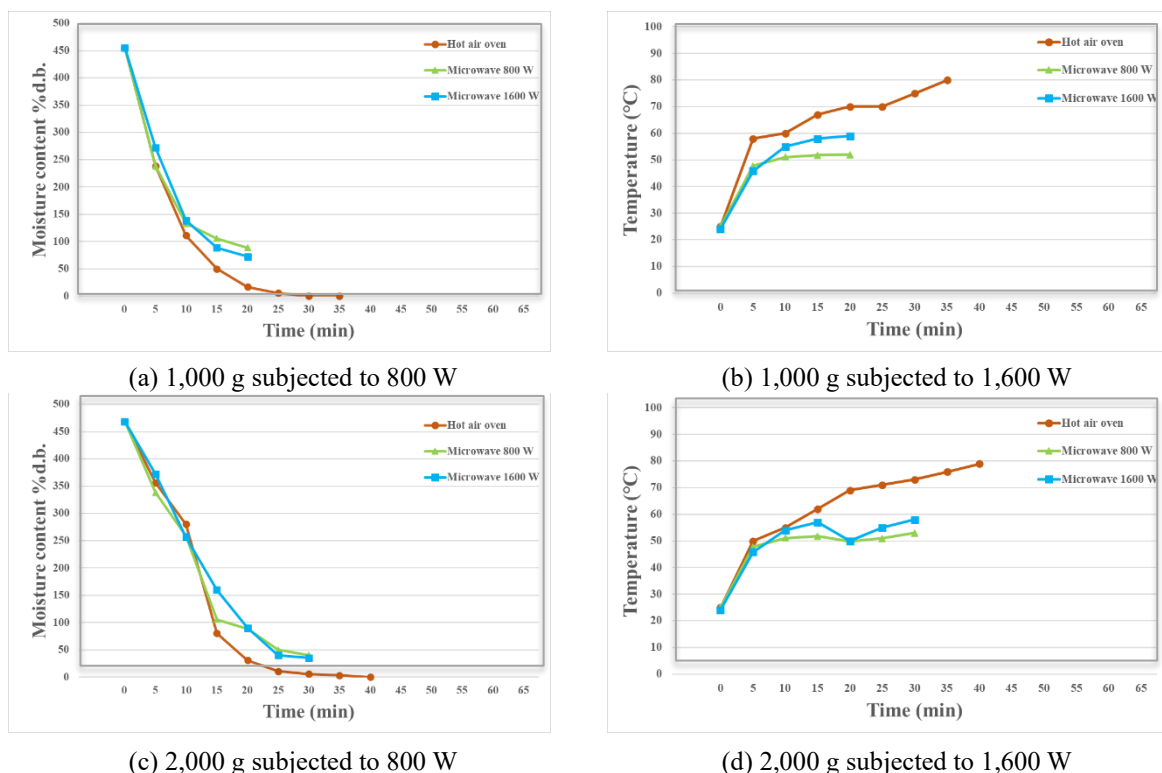 500
450
400
350
300
250
200
150
100
50
0
Moisture content % d.b.
Hot air oven
Microwave 800 W
Microwave 1600 W
0 5 10 15 20 25 30 35 40 45 50 55 60 65
Time (min)
(a) 1,000 g subjected to 800 W
100
90
80
70
60
50
40
30
20
10
0
Temperature (°C)
Hot air oven
Microwave 800 W
Microwave 1600 W
0 5 10 15 20 25 30 35 40 45 45 55 60 65
Time (min)
(b) 1,000 g subjected to 1,600 W
500
450
400
350
300
250
200
150
100
50
0
Moisture content % d.b.
Hot air oven
Microwave 800 W
Microwave 1600 W
0 5 10 15 20 25 30 35 40 45 45 55 60 65
Time (min)
(c) 2,000 g subjected to 800 W
100
90
80
70
60
50
40
30
20
10
0
Temperature (°C)
Hot air oven
Microwave 800 W
Microwave 1600 W
0 5 10 15 20 25 30 35 40 45 45 55 60 65
Time (min)
(d) 2,000 g subjected to 1,600 W